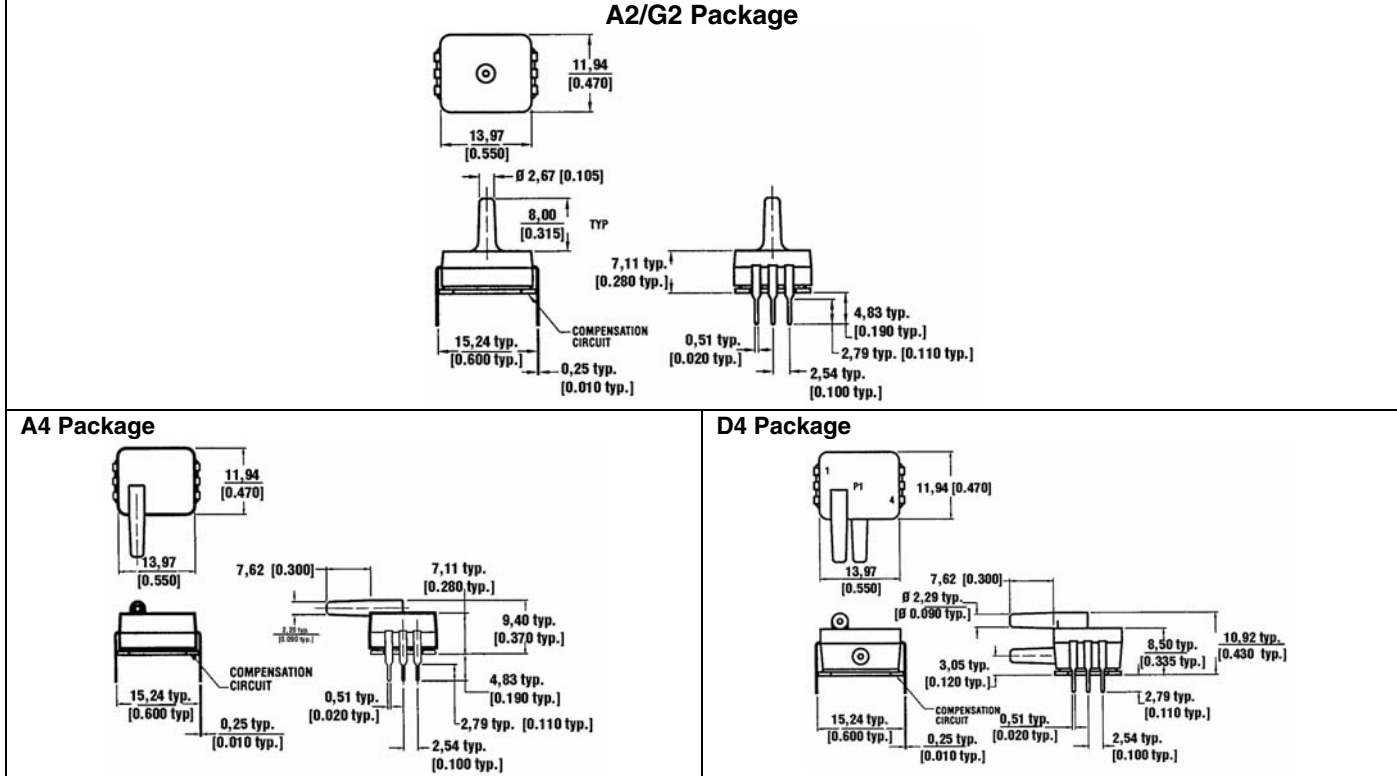 A2/G2 Package
11,94
[0.470]
13,97
[0.550]
Ø 2,67 [0.105]
8,00
[0.315]
TYP
7,11 typ.
[0.280 typ.]
4,83 typ.
[0.190 typ.]
COMPENSATION
CIRCUIT
15,24 typ.
[0.600 typ.]
0,25 typ.
[0.010 typ.]
0,51 typ.
[0.020 typ.]
2,79 typ. [0.110 typ.]
2,54 typ.
[0.100 typ.]
A4 Package
11,94
[0.470]
13,97
[0.550]
7,62 [0.300]
7,11 typ.
[0.280 typ.]
9,40 typ.
[0.370 typ.]
[0.090 typ.]
COMPENSATION
CIRCUIT
15,24 typ.
[0.600 typ]
0,25 typ.
[0.010 typ.]
0,51 typ.
[0.020 typ.]
4,83 typ.
[0.190 typ.]
2,79 typ. [0.110 typ.]
2,54 typ.
[0.100 typ.]
D4 Package
1
P1
4
11,94 [0.470]
13,97
[0.550]
7,62 [0.300]
Ø 2,29 typ.
[Ø 0.090 typ.]
8,50 typ.
[0.335 typ.]
10,92 typ.
[0.430 typ.]
3,05 typ.
[0.120 typ.]
COMPENSATION
CIRCUIT
15,24 typ.
[0.600 typ.]
0,25 typ.
[0.010 typ.]
0,51 typ.
[0.020 typ.]
2,79 typ.
[0.110 typ.]
2,54 typ.
[0.100 typ.]